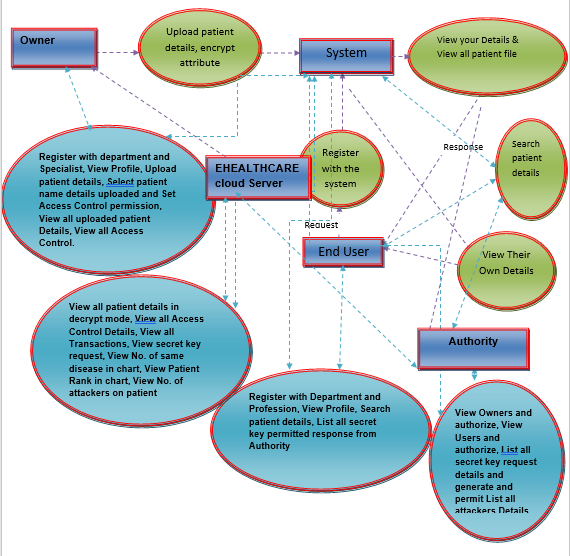 Owner
Upload patient
details, encrypt
attribute
System
View your Details &
View all patient file
Response
Search
patient
details
Register with department and
Specialist, View Profile, Upload
patient details, Select patient
name details uploaded and Set
Access Control permission,
View all uploaded patient
Details, View all Access
Control.
EHEALTHCARE
cloud Server
Register
with the
system
Request
End User
View Their
Own Details
View all patient details in
decrypt mode, View all Access
Control Details, View all
Transactions, View secret key
request, View No. of same
disease in chart, View Patient
Rank in chart, View No. of
attackers on patient
Authority
Register with Department and
Profession, View Profile, Search
patient details, List all secret
key permitted response from
Authority
View Owners and
authorize, View
Users and
authorize, List all
secret key request
details and
generate and
permit List all
attackers Details